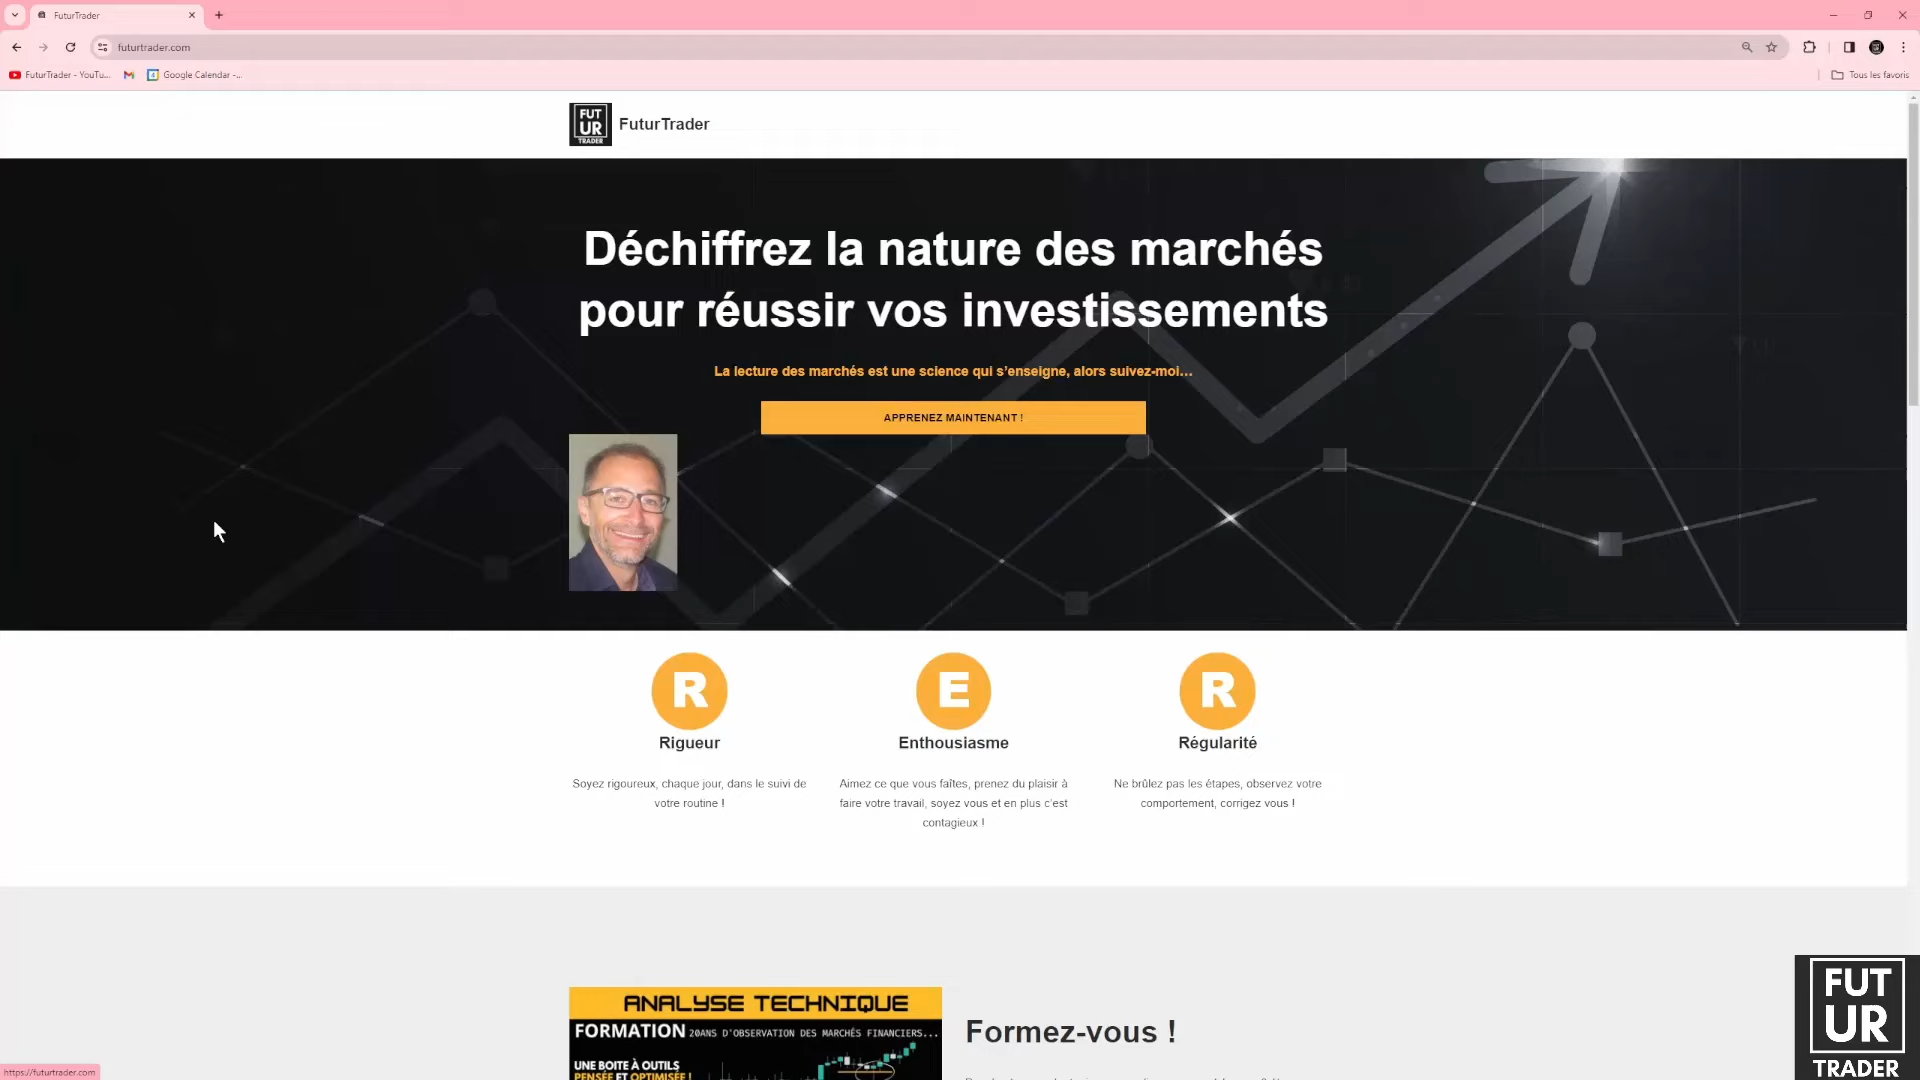 FuturTrader
futurtrader.com
FuturTrader - YouTu...
Google Calendar -...
Tous les favoris
FUT
UR
TRADER
FuturTrader
Déchiffrez la nature des marchés
pour réussir vos investissements
La lecture des marchés est une science qui s'enseigne, alors suivez-moi...
APPRENEZ MAINTENANT !
R
E
R
Rigueur
Enthousiasme
Régularité
Soyez rigoureux, chaque jour, dans le suivi de
votre routine !
Aimez ce que vous faîtes, prenez du plaisir à
faire votre travail, soyez vous et en plus c'est
contagieux !
Ne brûlez pas les étapes, observez votre
comportement, corrigez vous !
ANALYSE TECHNIQUE
FORMATION 20ANS D'OBSERVATION DES MARCHÉS FINANCIERS...
UNE BOITE À OUTILS
PENSÉE ET OPTIMISÉE !
Formez-vous !
https://futurtrader.com
FUT
UR
TRADER